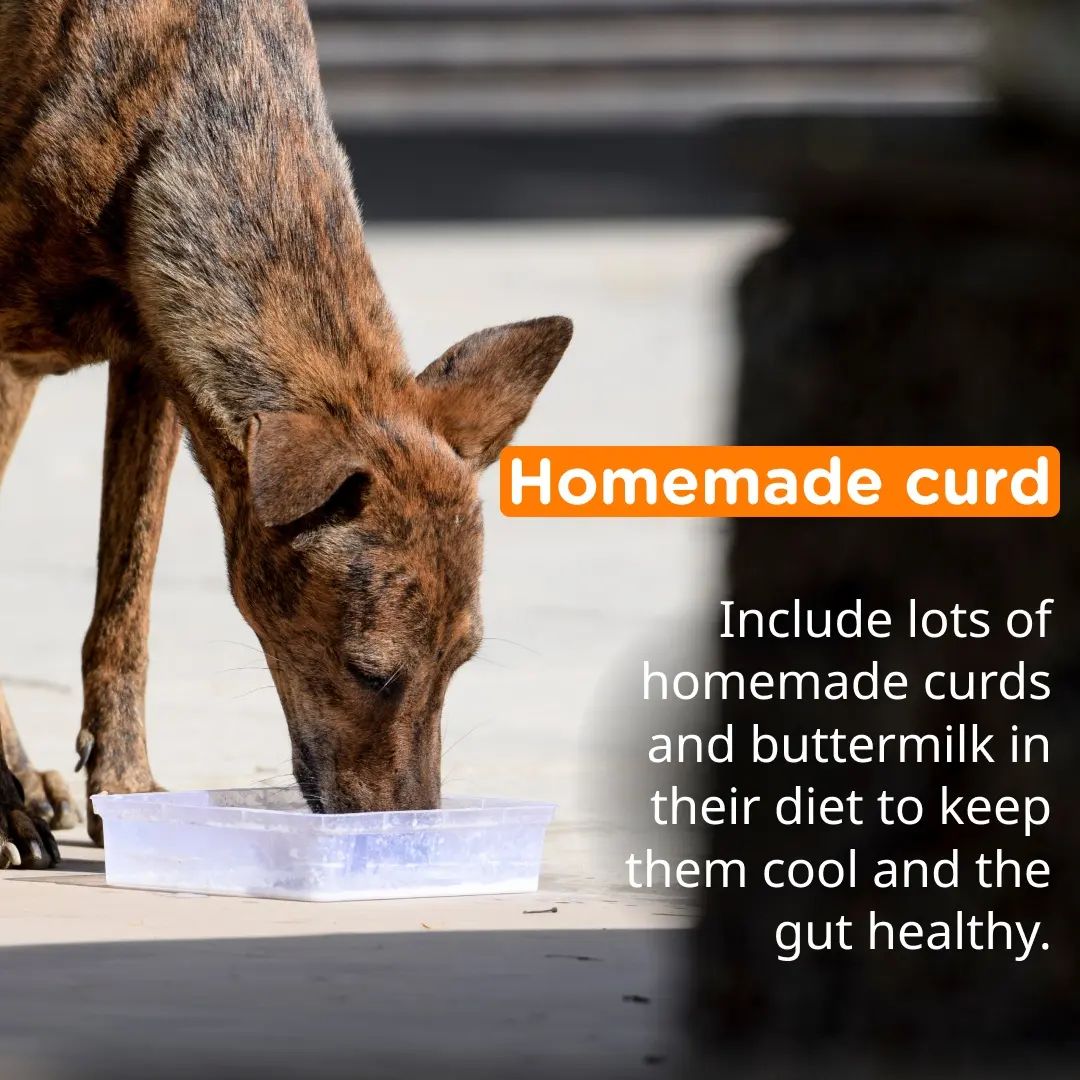 Homemade curd
Include lots of
homemade curds
and buttermilk in
their diet to keep
them cool and the
gut healthy.